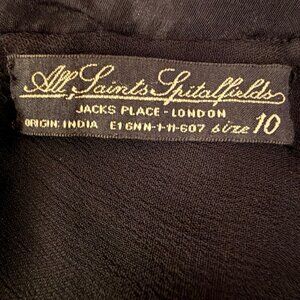 All Saints Spitalfields
JACKS PLACE - LONDON
ORIGIN: INDIA E1 6NN-1-11-607 size 10